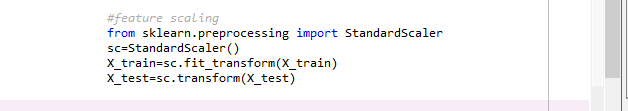 #feature scaling
from sklearn.preprocessing import StandardScaler
sc=StandardScaler()
X_train=sc.fit_transform(X_train)
X_test=sc.transform(X_test)